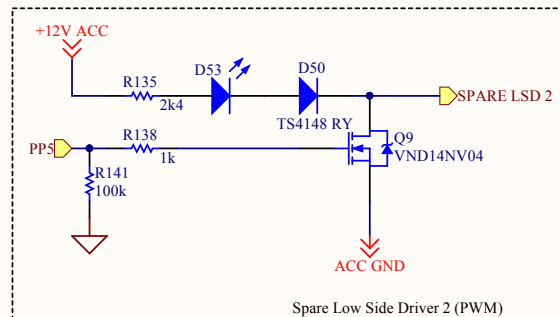 +12V ACC
D53
D50
R135
2k4
TS4148 RY
SPARE LSD 2
PP5
R138
1k
Q9
VND14NV04
R141
100k
ACC GND
Spare Low Side Driver 2 (PWM)